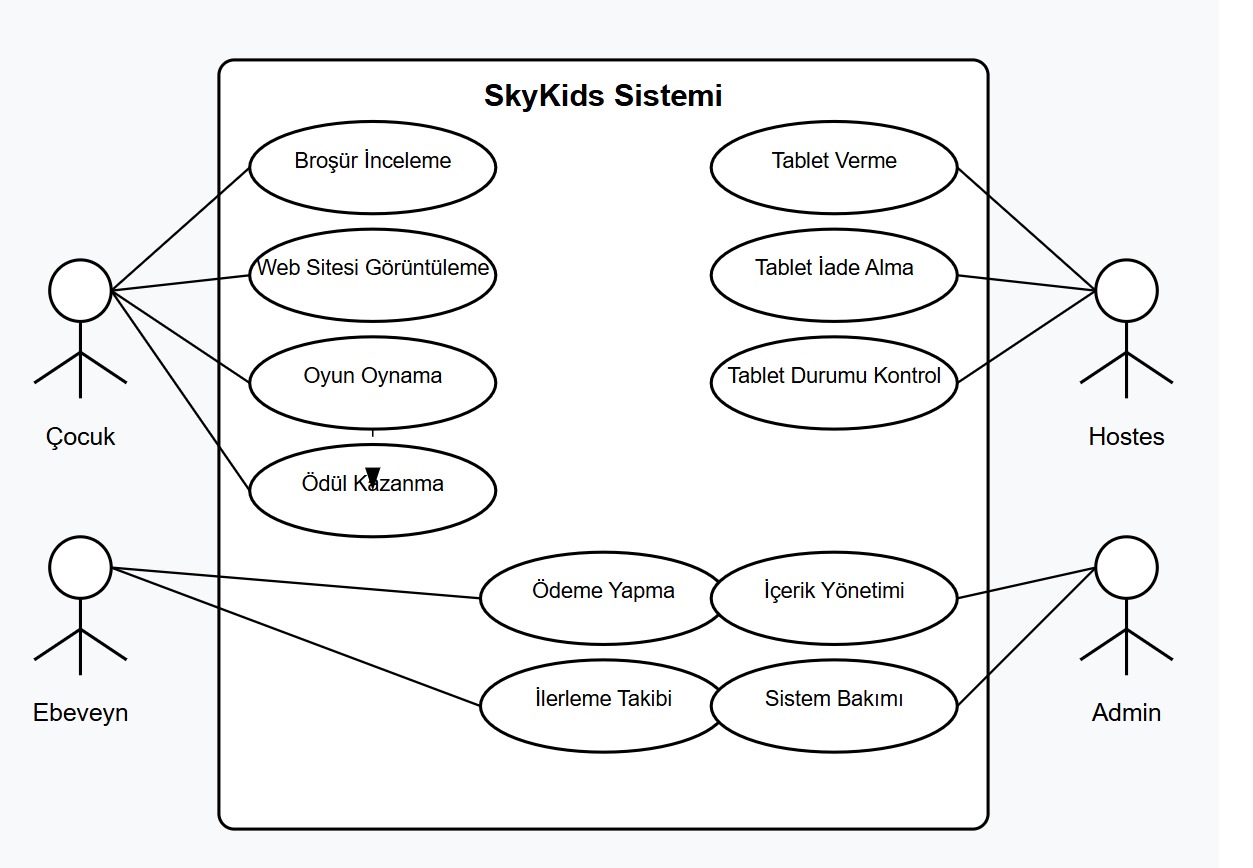 SkyKids Sistemi
Broşür İnceleme
Tablet Verme
Web Sitesi Görüntüleme
Tablet İade Alma
Oyun Oynama
Tablet Durumu Kontrol
Çocuk
Hostes
Ödül Kazanma
Ödeme Yapma
İçerik Yönetimi
İlerleme Takibi
Sistem Bakımı
Ebeveyn
Admin